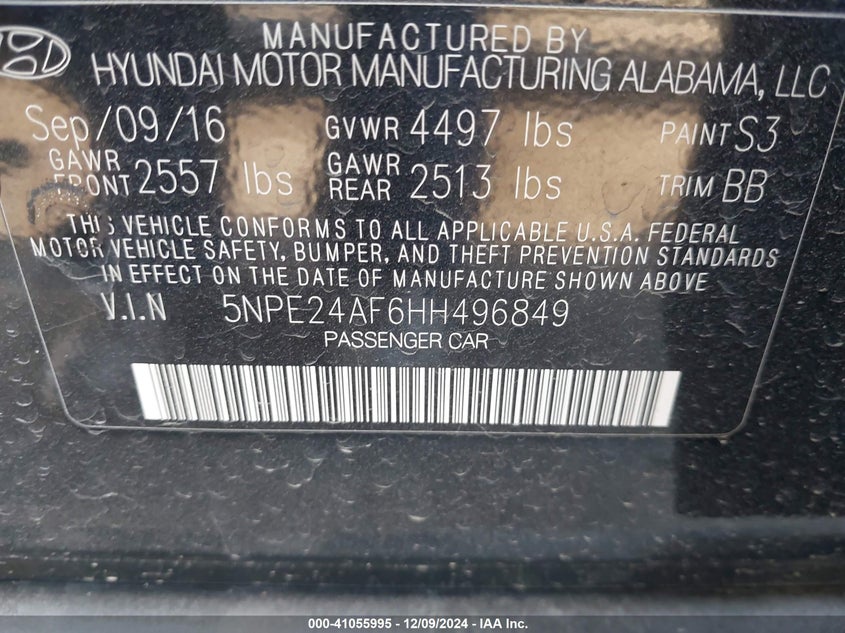 MANUFACTURED BY
HYUNDAI MOTOR MANUFACTURING ALABAMA, LLC
Sep/09/16 GVWR 4497 lbs PAINT S3
GAWR FRONT 2557 lbs GAWR REAR 2513 lbs TRIM BB
THIS VEHICLE CONFORMS TO ALL APPLICABLE U.S.A. FEDERAL
MOTOR VEHICLE SAFETY, BUMPER, AND THEFT PREVENTION STANDARDS
IN EFFECT ON THE DATE OF MANUFACTURE SHOWN ABOVE
V.I.N 5NPE24AF6HH496849
PASSENGER CAR
000-41055995 - 12/09/2024 - IAA Inc.